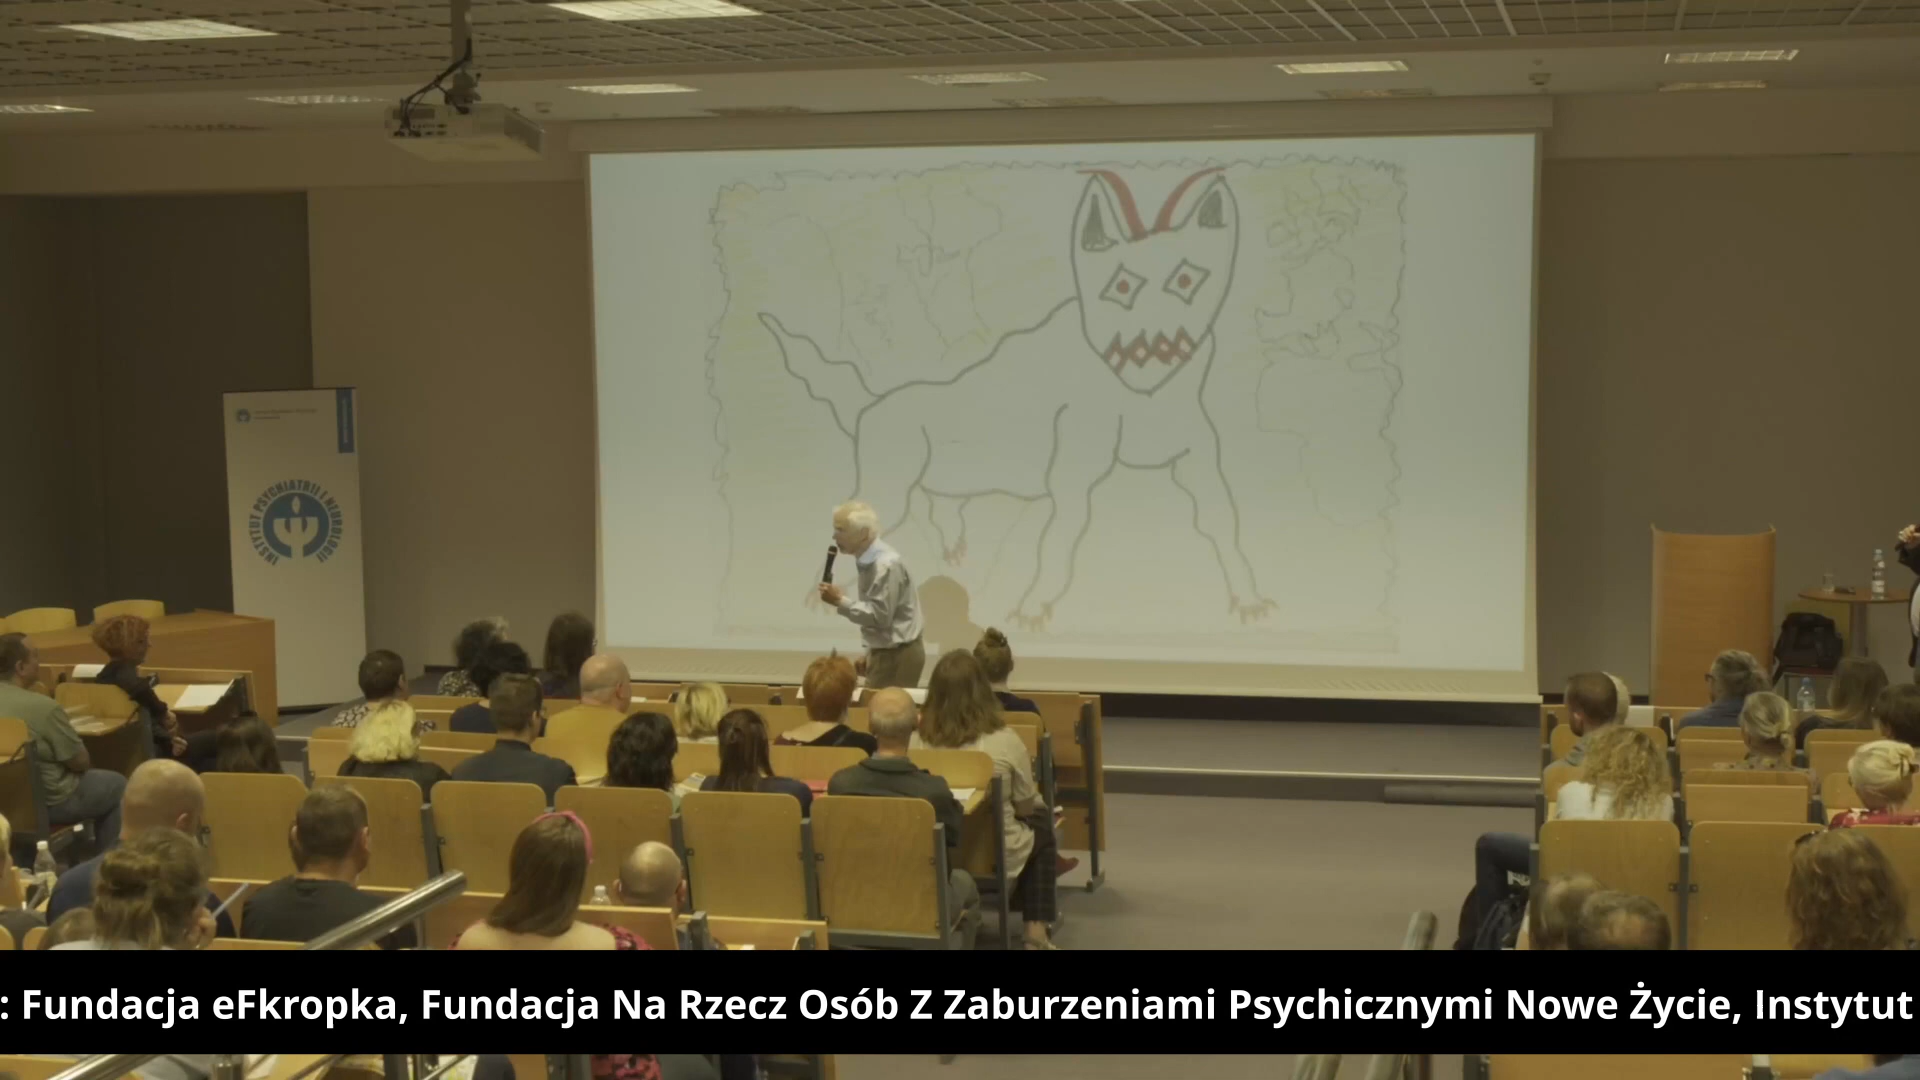 INSTYTUT PSYCHIATRII I NEUROLOGII
: Fundacja eFkropka, Fundacja Na Rzecz Osób Z Zaburzeniami Psychicznymi Nowe Życie, Instytut